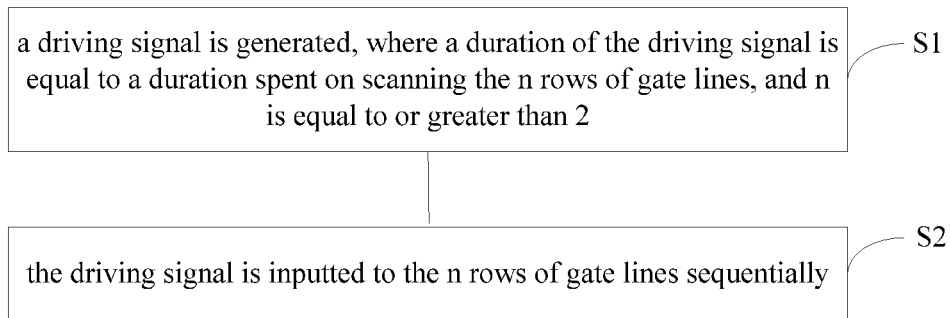 a driving signal is generated, where a duration of the driving signal is
equal to a duration spent on scanning the n rows of gate lines, and n
is equal to or greater than 2
S1
the driving signal is inputted to the n rows of gate lines sequentially
S2